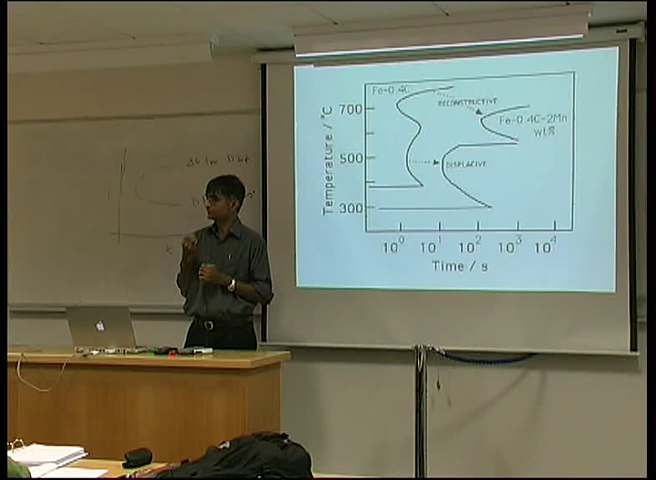 Fe-0.4C
RECONSTRUCTIVE
Fe-0.4C-2Mn
wt%
DISPLACIVE
Temperature / °C
700
500
300
10⁰ 10¹ 10² 10³ 10⁴
Time / s